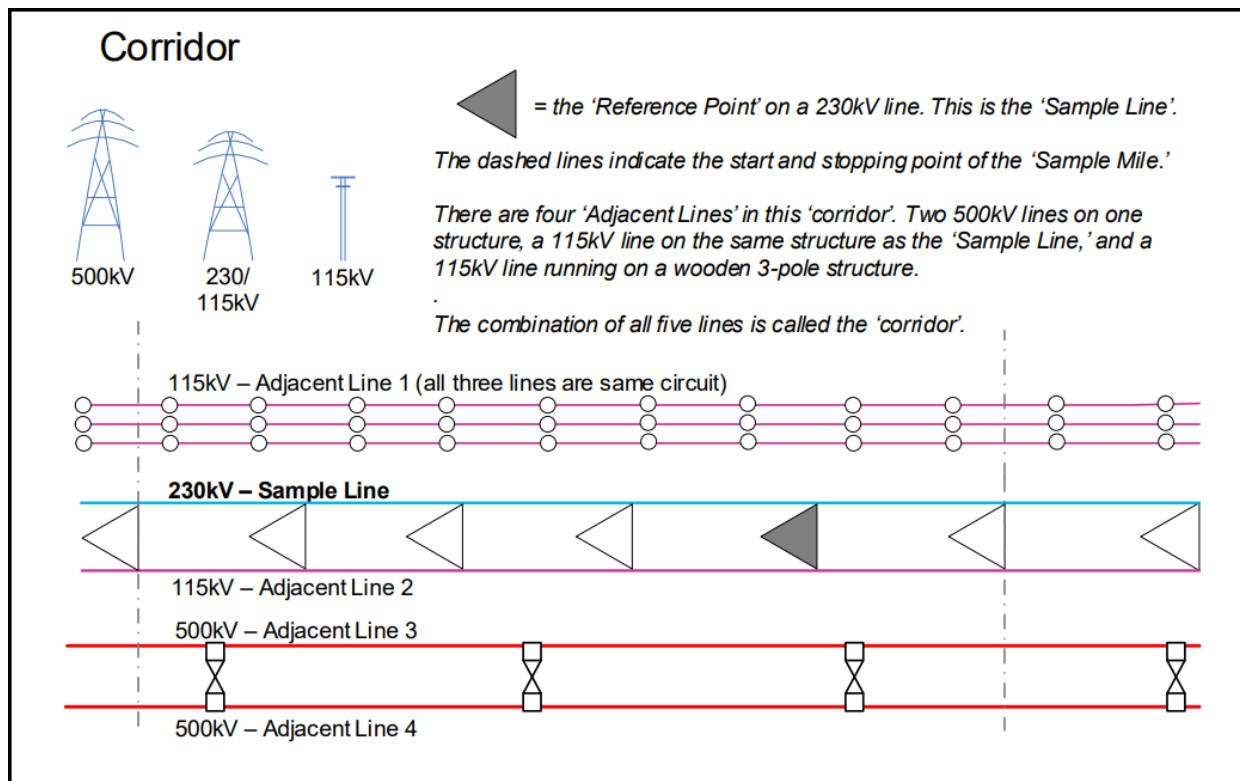 Corridor
= the ‘Reference Point’ on a 230kV line. This is the ‘Sample Line’.
The dashed lines indicate the start and stopping point of the ‘Sample Mile.’
There are four ‘Adjacent Lines’ in this ‘corridor’. Two 500kV lines on one
structure, a 115kV line on the same structure as the ‘Sample Line,’ and a
115kV line running on a wooden 3-pole structure.
.
The combination of all five lines is called the ‘corridor’.
500kV
230/
115kV
115kV
115kV – Adjacent Line 1 (all three lines are same circuit)
230kV – Sample Line
115kV – Adjacent Line 2
500kV – Adjacent Line 3
500kV – Adjacent Line 4